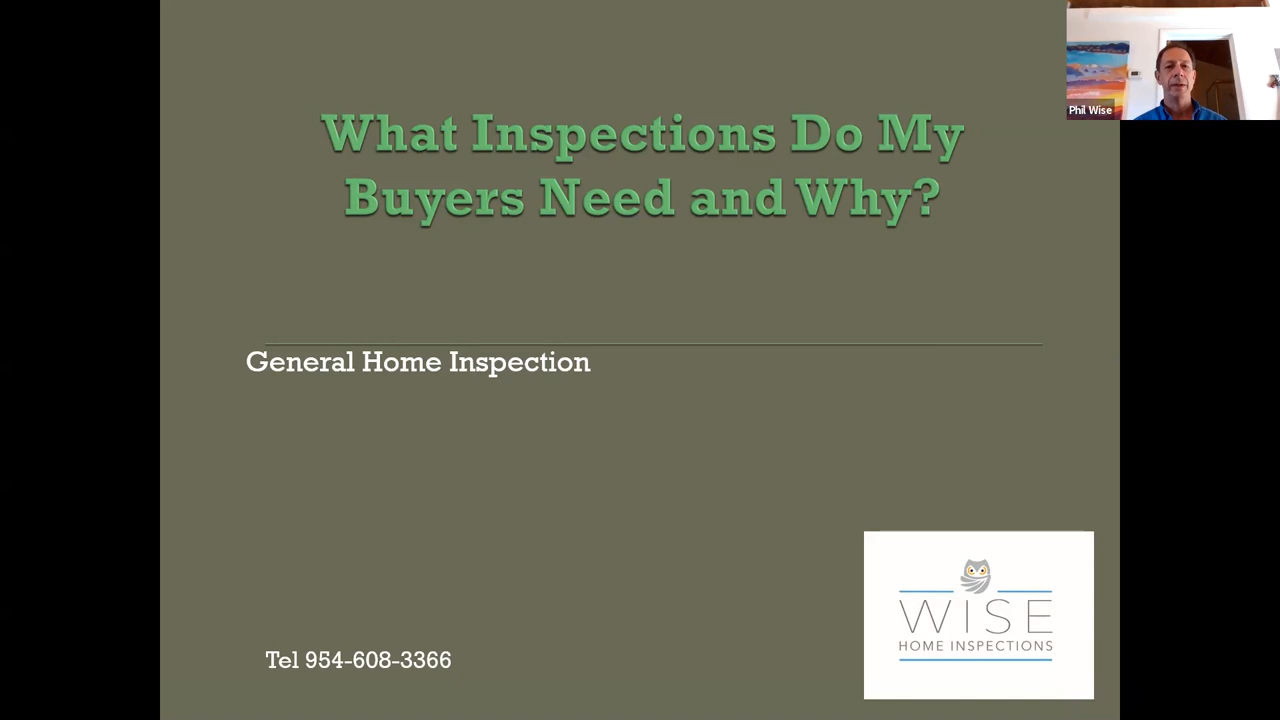 What Inspections Do My
Buyers Need and Why?
Phil Wise
General Home Inspection
WISE
HOME INSPECTIONS
Tel 954-608-3366